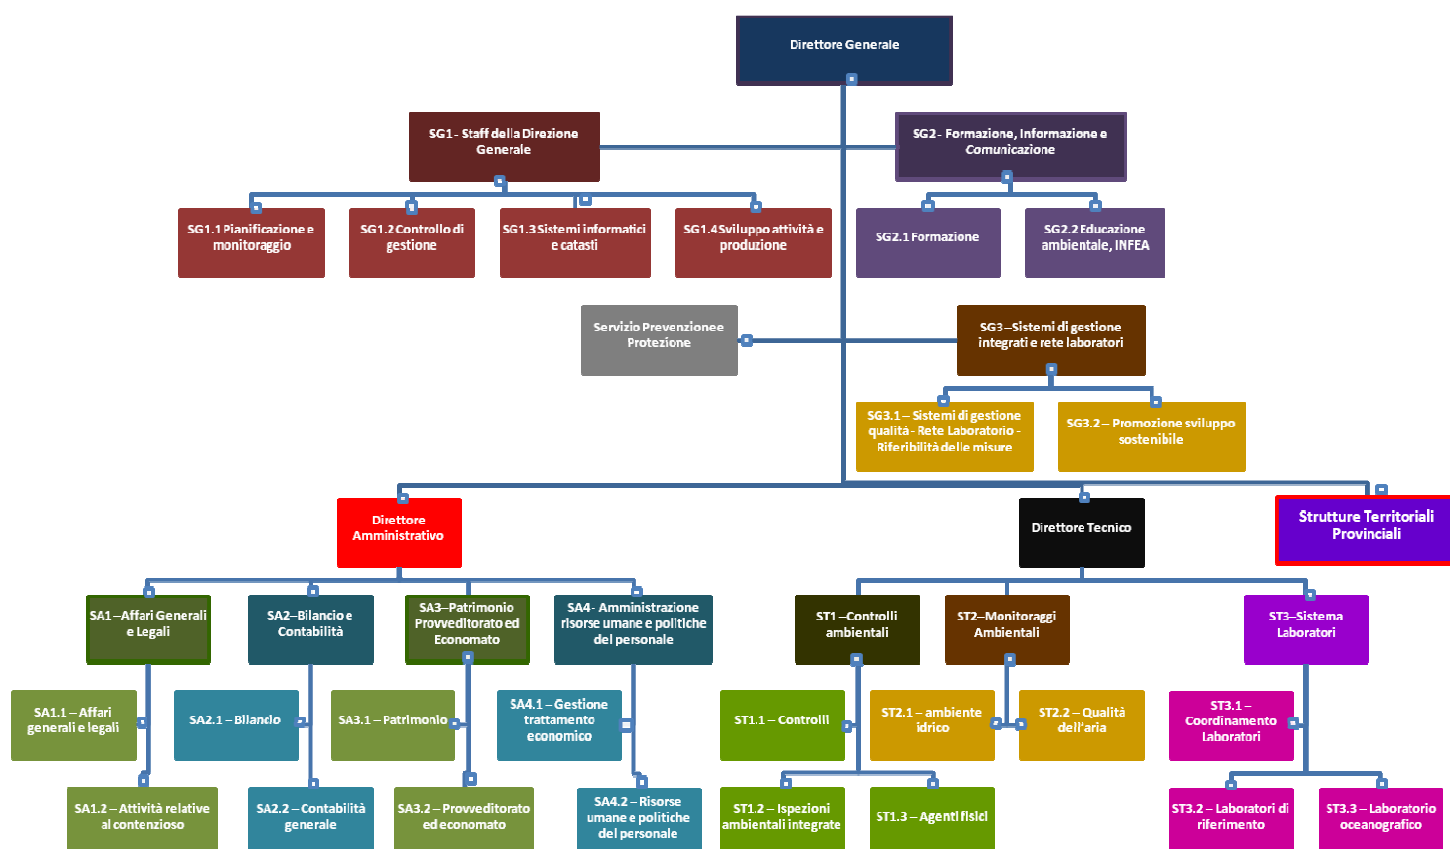 Direttore Generale
SG1 - Staff della Direzione
Generale
SG2 - Formazione, Informazione e
Comunicazione
SG1.1 Pianificazione e
monitoraggio
SG1.2 Controllo di
gestione
SG1.3 Sistemi informatici
e catasti
SG1.4 Sviluppo attività e
produzione
SG2.1 Formazione
SG2.2 Educazione
ambientale, INFEA
Servizio Prevenzione e
Protezione
SG3 –Sistemi di gestione
integrati e rete laboratori
SG3.1 – Sistemi di gestione
qualità - Rete Laboratorio -
Riferibilità delle misure
SG3.2 – Promozione sviluppo
sostenibile
Direttore
Amministrativo
Direttore Tecnico
Strutture Territoriali
Provinciali
SA1 –Affari Generali
e Legali
SA2–Bilancio e
Contabilità
SA3–Patrimonio
Provveditorato ed
Economato
SA4 - Amministrazione
risorse umane e politiche
del personale
ST1 –Controlli
ambientali
ST2–Monitoraggi
Ambientali
ST3–Sistema
Laboratori
SA1.1 – Affari
generali e legali
SA2.1 – Bilancio
SA3.1 – Patrimonio
SA4.1 – Gestione
trattamento
economico
ST1.1 – Controlli
ST2.1 – ambiente
idrico
ST2.2 – Qualità
dell'aria
ST3.1 –
Coordinamento
Laboratori
SA1.2 – Attività relative
al contenzioso
SA2.2 – Contabilità
generale
SA3.2 – Provveditorato
ed economato
SA4.2 – Risorse
umane e politiche
del personale
ST1.2 – Ispezioni
ambientali integrate
ST1.3 – Agenti fisici
ST3.2 – Laboratori di
riferimento
ST3.3 – Laboratorio
oceanografico